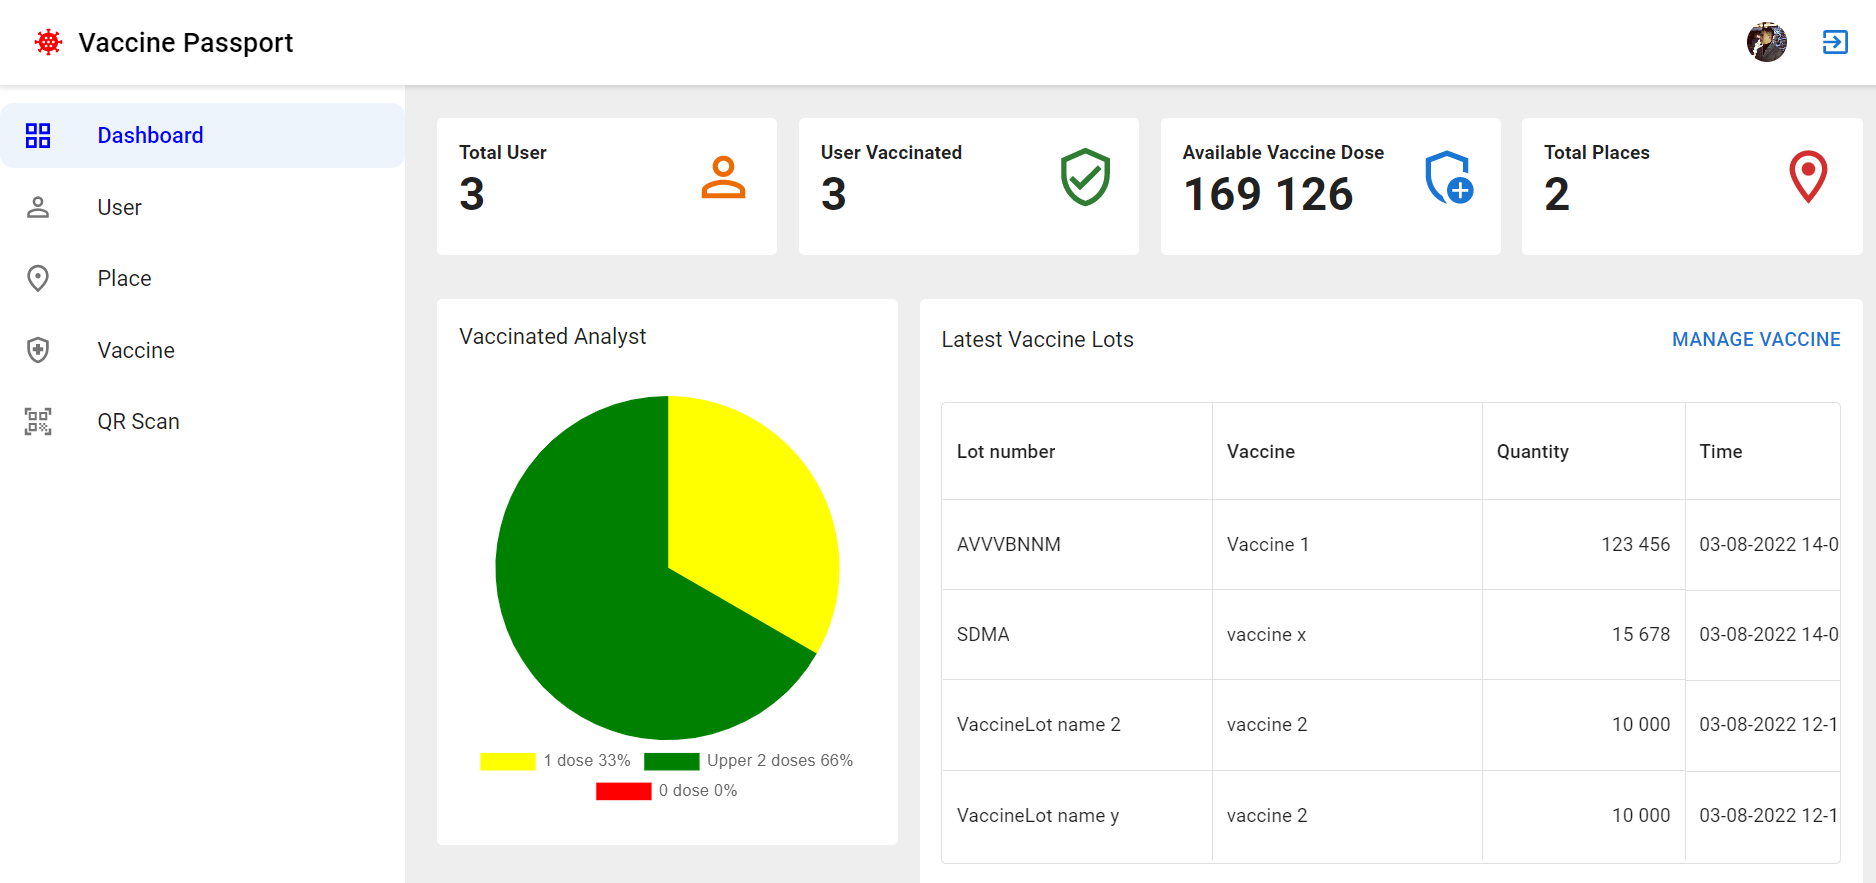 Vaccine Passport
Dashboard
User
Place
Vaccine
QR Scan
Total User
3
User Vaccinated
3
Available Vaccine Dose
169 126
Total Places
2
Vaccinated Analyst
1 dose 33% Upper 2 doses 66%
0 dose 0%
Latest Vaccine Lots MANAGE VACCINE
Lot number Vaccine Quantity Time
AVVVBNNM Vaccine 1 123 456 03-08-2022 14-0
SDMA vaccine x 15 678 03-08-2022 14-0
VaccineLot name 2 vaccine 2 10 000 03-08-2022 12-1
VaccineLot name y vaccine 2 10 000 03-08-2022 12-1